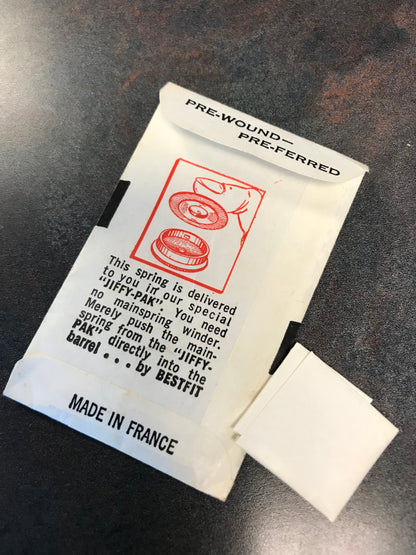 PRE-WOUND—
PRE-FERRED
This spring is delivered
to you in our special
"JIFFY-PAK'. You need
no mainspring winder.
Merely push the main-
spring from the "JIFFY-
PAK' directly into the
barrel . . . by BESTFIT
MADE IN FRANCE